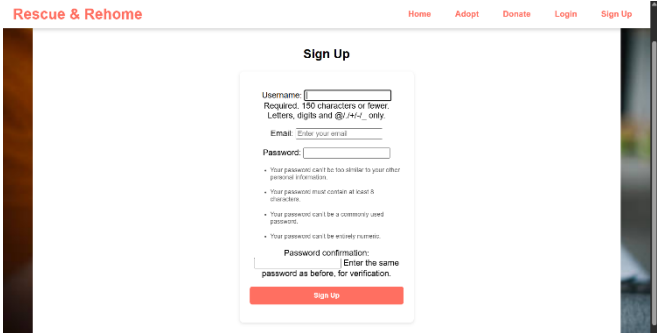 Rescue & Rehome
Home Adopt Donate Login Sign Up
Sign Up
Username:
Required. 150 characters or fewer.
Letters, digits and @/./+/-/_ only.
Email: Enter your email
Password:
• Your password can't be too similar to your other
personal information.
• Your password must contain at least 8
characters.
• Your password can't be a commonly used
password.
• Your password can't be entirely numeric.
Password confirmation:
Enter the same
password as before, for verification.
Sign Up